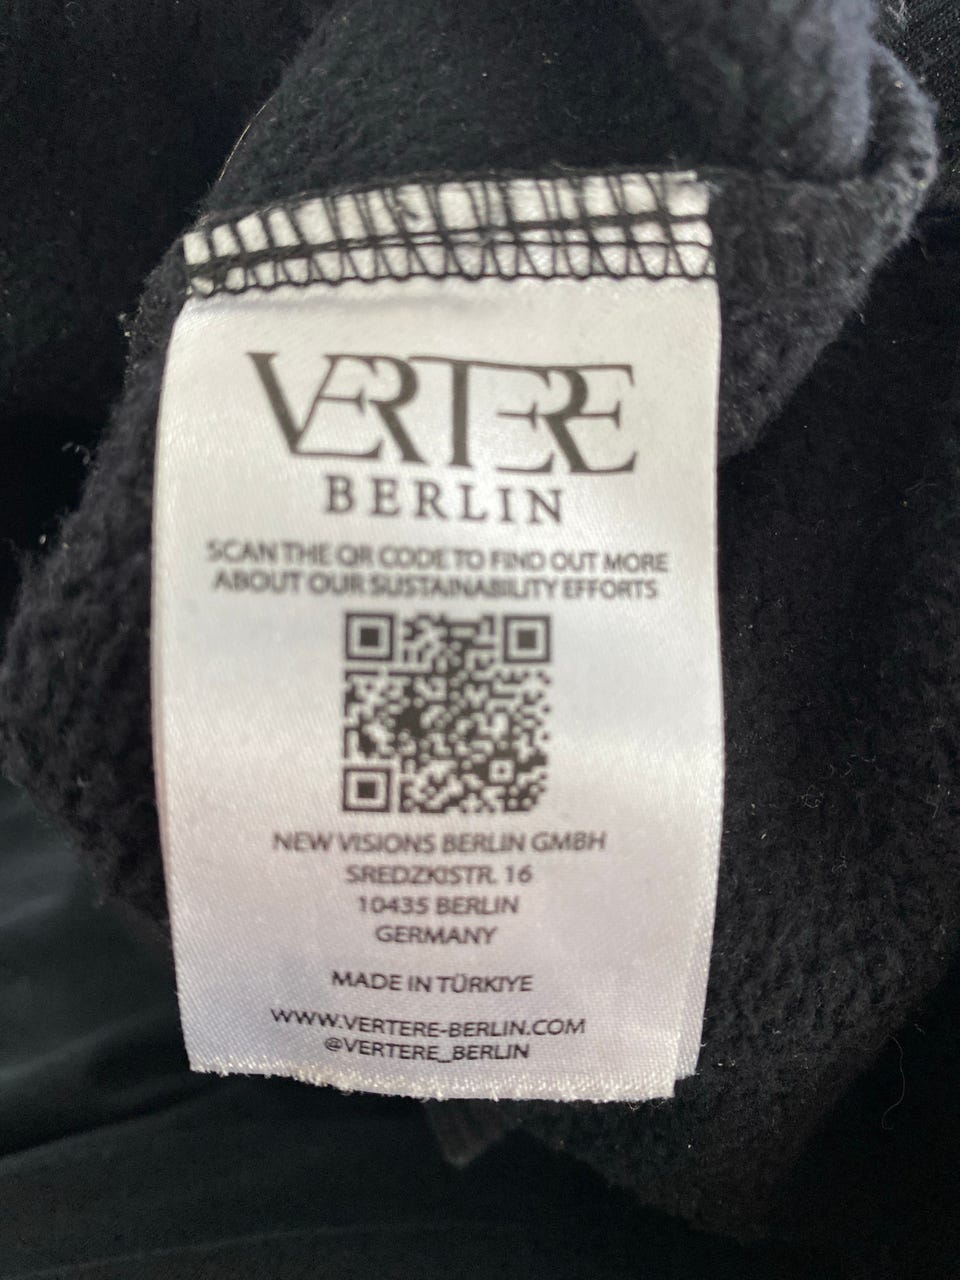 VERTERE
BERLIN
SCAN THE QR CODE TO FIND OUT MORE
ABOUT OUR SUSTAINABILITY EFFORTS
NEW VISIONS BERLIN GMBH
SREDZKISTR. 16
10435 BERLIN
GERMANY
MADE IN TÜRKIYE
WWW.VERTERE-BERLIN.COM
@VERTERE_BERLIN